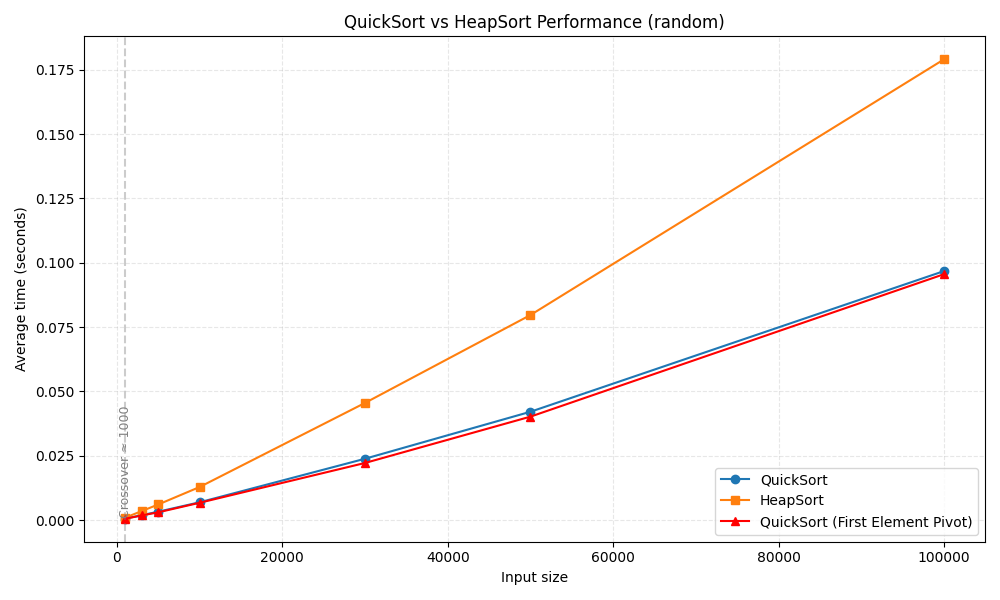 QuickSort vs HeapSort Performance (random)
Average time (seconds)
0.175
0.150
0.125
0.100
0.075
0.050
0.025
0.000
Crossover ≈ 1000
QuickSort
HeapSort
QuickSort (First Element Pivot)
0
20000
40000
60000
80000
100000
Input size